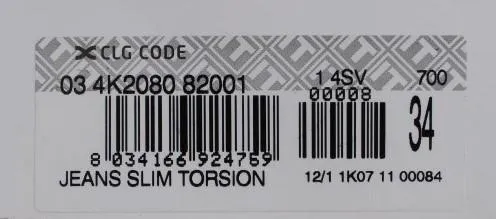 CLG CODE
03 4K2080 82001 1 4SV 700
00008
34
8 034166 924759
JEANS SLIM TORSION 12/1 1K07 11 00084